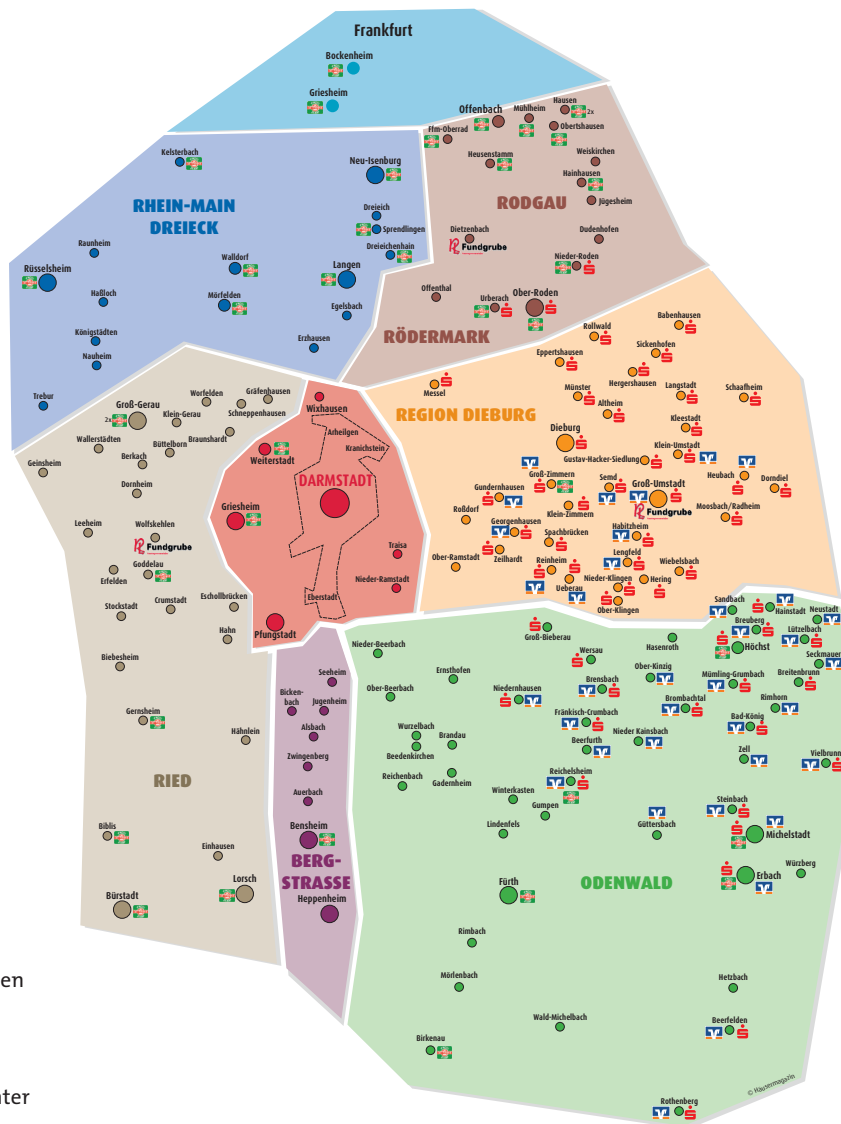 Frankfurt
Bockenheim
Griesheim
Offenbach
Mühlheim
Hausen
2x
Ffm-Oberrad
Obertshausen
Heusenstamm
Weiskirchen
Hainhausen
Jügesheim
RODGAU
Dietzenbach
Fundgrube
Dudenhofen
Nieder-Roden
Offenthal
Urberach
Ober-Roden
RÖDERMARK
Kelsterbach
Neu-Isenburg
RHEIN-MAIN
DREIECK
Dreieich
Sprendlingen
Dreieichenhain
Raunheim
Rüsselsheim
Walldorf
Langen
Haßloch
Mörfelden
Egelsbach
Königstädten
Nauheim
Erzhausen
Trebur
Babenhausen
Rollwald
Sickenhofen
Eppertshausen
Messel
Hergershausen
Münster
Langstadt
Schaafheim
Altheim
REGION DIEBURG
Kleestadt
Dieburg
Gustav-Hacker-Siedlung
Klein-Umstadt
Groß-Zimmern
Semd
Groß-Umstadt
Heubach
Dorndiel
Gundernhausen
Klein-Zimmern
Fundgrube
Moosbach/Radheim
Roßdorf
Georgenhausen
Spachbrücken
Habitzheim
Ober-Ramstadt
Zeilhardt
Reinheim
Lengfeld
Wiebelsbach
Ueberau
Nieder-Klingen
Hering
Ober-Klingen
Groß-Gerau
2x
Worfelden
Gräfenhausen
Klein-Gerau
Schneppenhausen
Wallerstädten
Büttelborn
Braunshardt
Berkach
Geinsheim
Dornheim
Leeheim
Wolfskehlen
Fundgrube
Goddelau
Erfelden
Stockstadt
Crumstadt
Eschollbrücken
Hahn
Biebesheim
Gernsheim
Hähnlein
RIED
Biblis
Einhausen
Bürstadt
Lorsch
Wixhausen
Arheilgen
Kranichstein
Weiterstadt
DARMSTADT
Griesheim
Traisa
Nieder-Ramstadt
Eberstadt
Pfungstadt
Seeheim
Bicken-
bach
Jugenheim
Alsbach
Zwingenberg
Auerbach
Bensheim
BERG-
STRASSE
Heppenheim
Sandbach
Hainstadt
Neustadt
Breuberg
Lützelbach
Höchst
Seckmauer
Groß-Bieberau
Hasenroth
Nieder-Beerbach
Wersau
Ernsthofen
Ober-Kinzig
Mümling-Grumbach
Breitenbrunn
Ober-Beerbach
Niedernhausen
Brensbach
Brombachtal
Rimhorn
Fränkisch-Crumbach
Bad-König
Wurzelbach
Brandau
Beerfurth
Nieder Kainsbach
Beedenkirchen
Zell
Vielbrunn
Reichenbach
Gadernheim
Reichelsheim
Winterkasten
Gumpen
Steinbach
Lindenfels
Güttersbach
Michelstadt
Fürth
ODENWALD
Erbach
Würzberg
Rimbach
Mörlenbach
Hetzbach
Wald-Michelbach
Beerfelden
Birkenau
Rothenberg
© Häusermagazin
en
ter